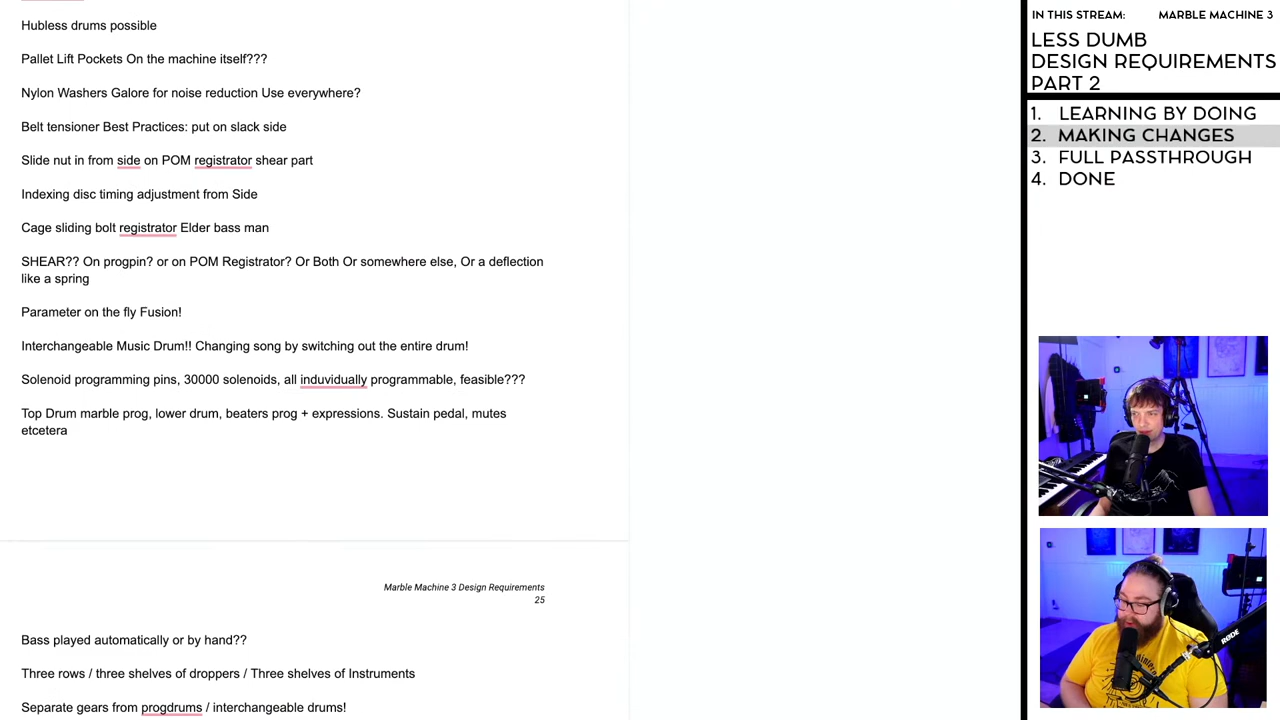 Hubless drums possible
Pallet Lift Pockets On the machine itself???
Nylon Washers Galore for noise reduction Use everywhere?
Belt tensioner Best Practices: put on slack side
Slide nut in from side on POM registrator shear part
Indexing disc timing adjustment from Side
Cage sliding bolt registrator Elder bass man
SHEAR?? On progpin? or on POM Registrator? Or Both Or somewhere else, Or a deflection
like a spring
Parameter on the fly Fusion!
Interchangeable Music Drum!! Changing song by switching out the entire drum!
Solenoid programming pins, 30000 solenoids, all induvidually programmable, feasible???
Top Drum marble prog, lower drum, beaters prog + expressions. Sustain pedal, mutes
etcetera
Marble Machine 3 Design Requirements
25
Bass played automatically or by hand??
Three rows / three shelves of droppers / Three shelves of Instruments
Separate gears from progdrums / interchangeable drums!
IN THIS STREAM: MARBLE MACHINE 3
LESS DUMB
DESIGN REQUIREMENTS
PART 2
1. LEARNING BY DOING
2. MAKING CHANGES
3. FULL PASSTHROUGH
4. DONE
RØDE